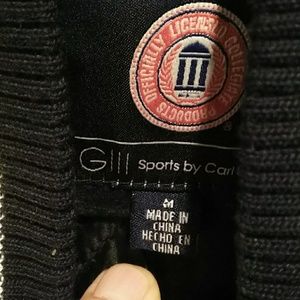 OFFICIALLY LICENSED COLLEGIATE PRODUCTS
GIII Sports by Carl
M
MADE IN
CHINA
HECHO EN
CHINA